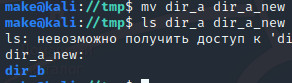 make@kali://tmp$ mv dir_a dir_a_new
make@kali://tmp$ ls dir_a dir_a_new
ls: невозможно получить доступ к 'di
dir_a_new:
dir_b